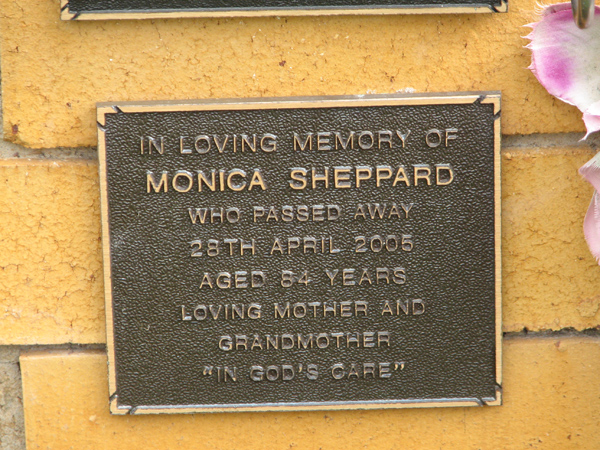 IN LOVING MEMORY OF
MONICA SHEPPARD
WHO PASSED AWAY
28TH APRIL 2005
AGED 84 YEARS
LOVING MOTHER AND
GRANDMOTHER
"IN GOD'S CARE"